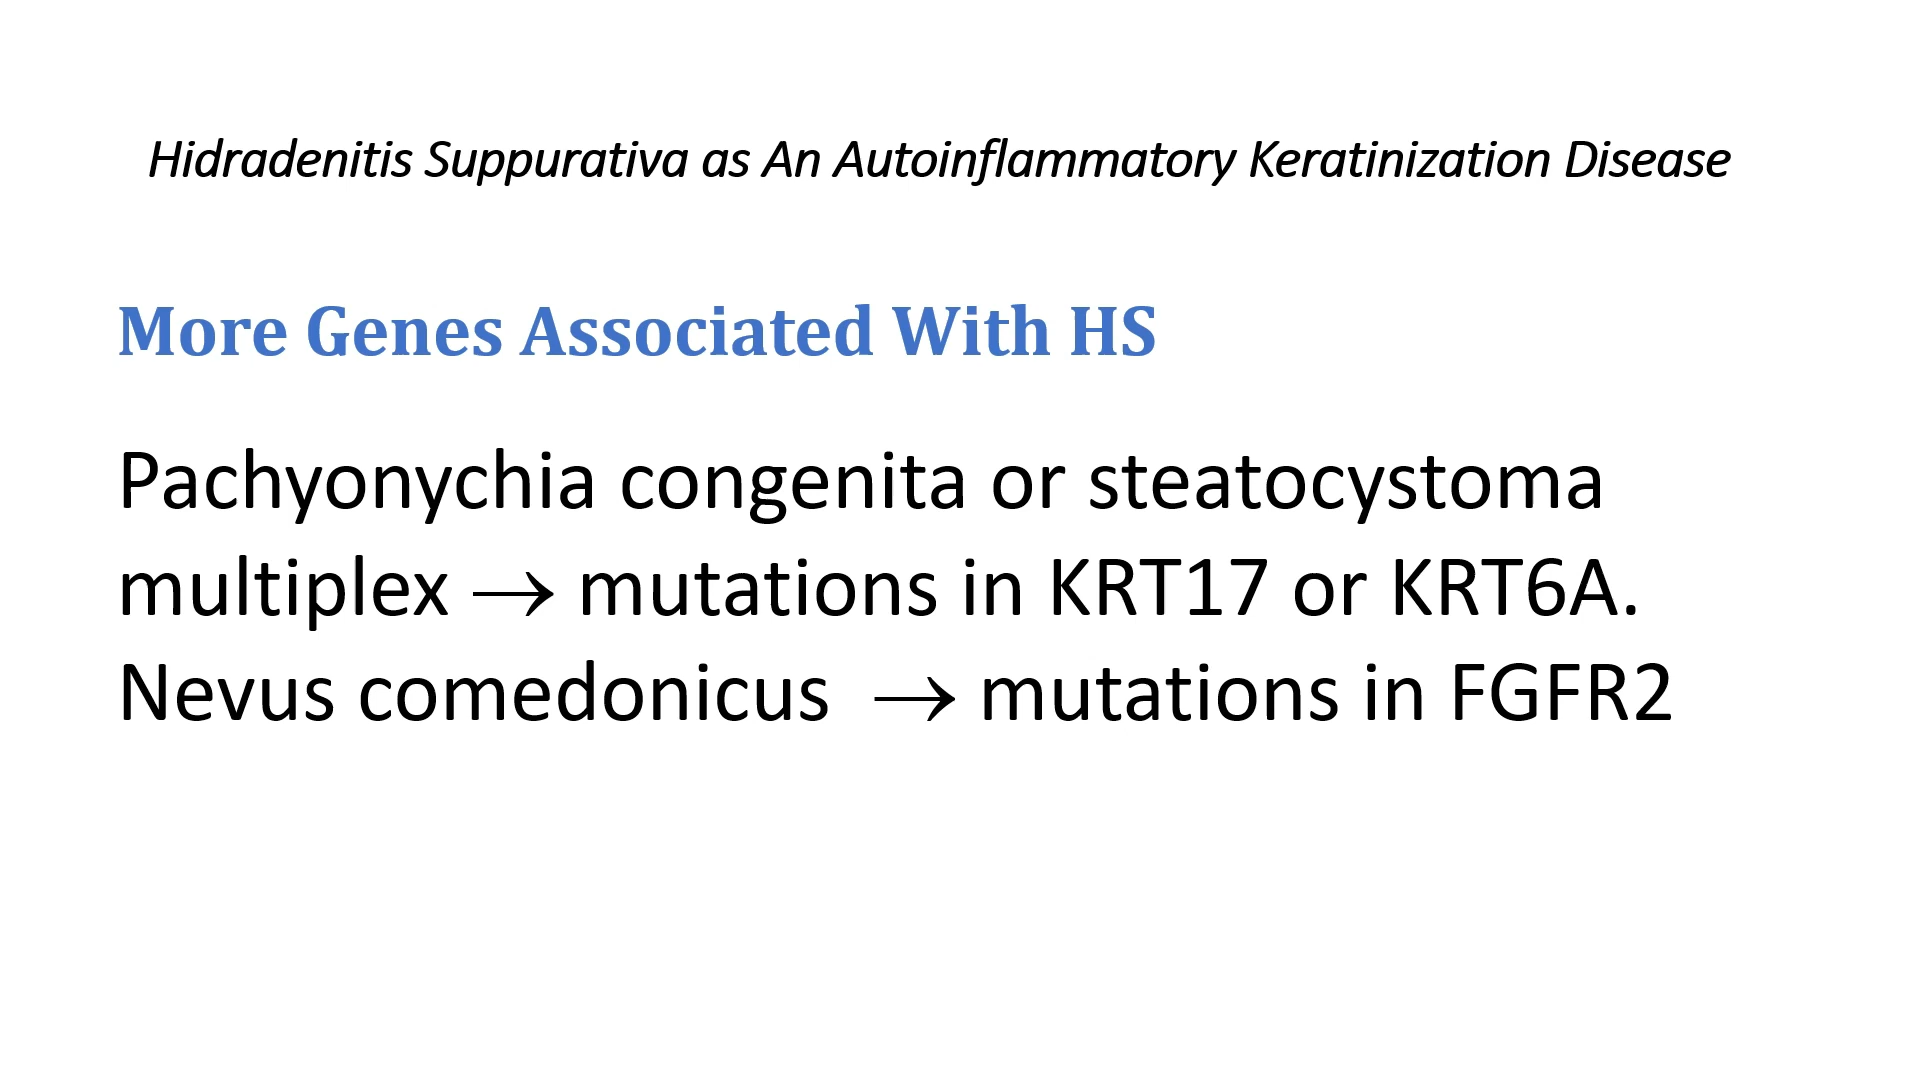 Hidradenitis Suppurativa as An Autoinflammatory Keratinization Disease
More Genes Associated With HS
Pachyonychia congenita or steatocystoma
multiplex → mutations in KRT17 or KRT6A.
Nevus comedonicus → mutations in FGFR2